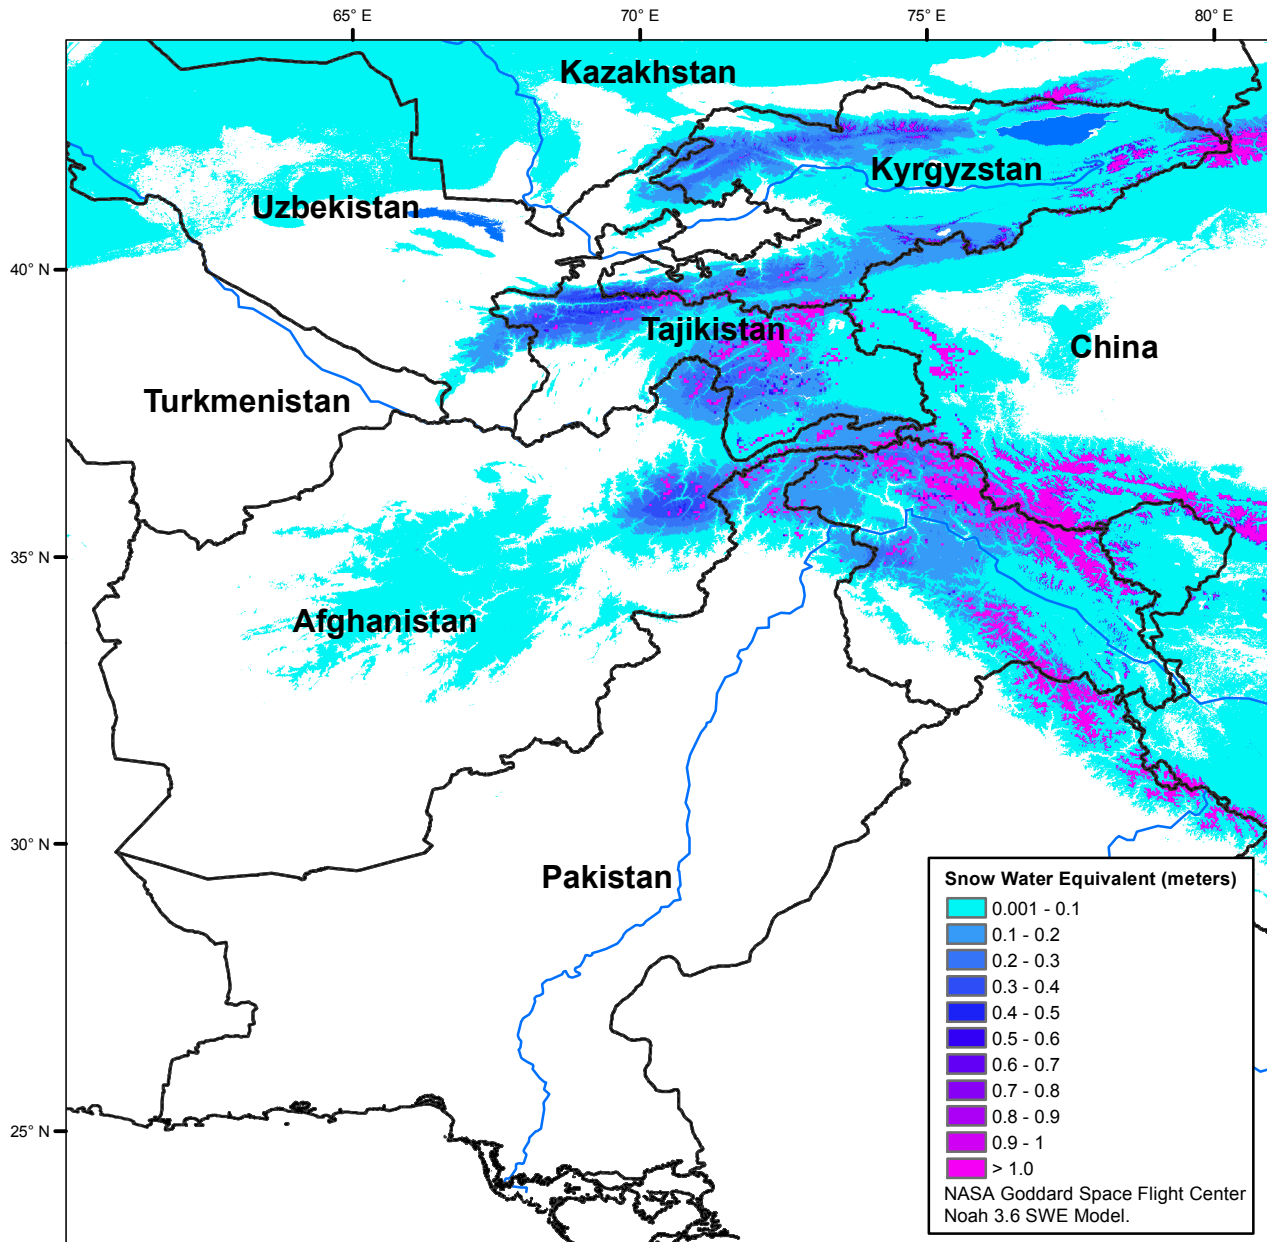 65° E
70° E
75° E
80° E
Kazakhstan
Kyrgyzstan
Uzbekistan
40° N
Tajikistan
China
Turkmenistan
35° N
Afghanistan
30° N
Pakistan
Snow Water Equivalent (meters)
0.001 - 0.1
0.1 - 0.2
0.2 - 0.3
0.3 - 0.4
0.4 - 0.5
0.5 - 0.6
0.6 - 0.7
0.7 - 0.8
0.8 - 0.9
0.9 - 1
> 1.0
25° N
NASA Goddard Space Flight Center
Noah 3.6 SWE Model.